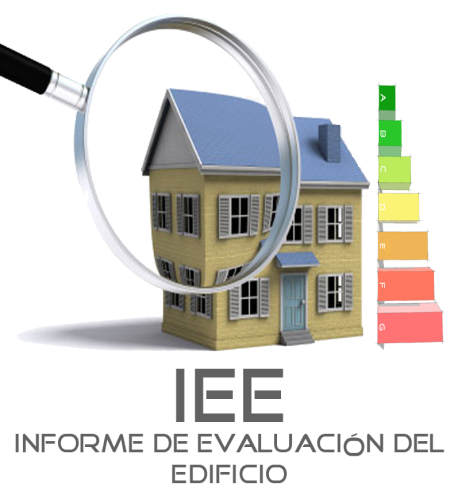 A
B
C
D
E
F
G
IEE
INFORME DE EVALUACIÓN DEL
EDIFICIO